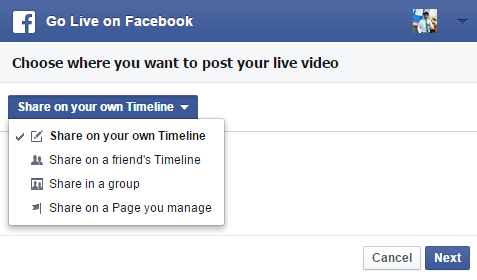 Go Live on Facebook
Choose where you want to post your live video
Share on your own Timeline
Share on your own Timeline
Share on a friend's Timeline
Share in a group
Share on a Page you manage
Cancel Next